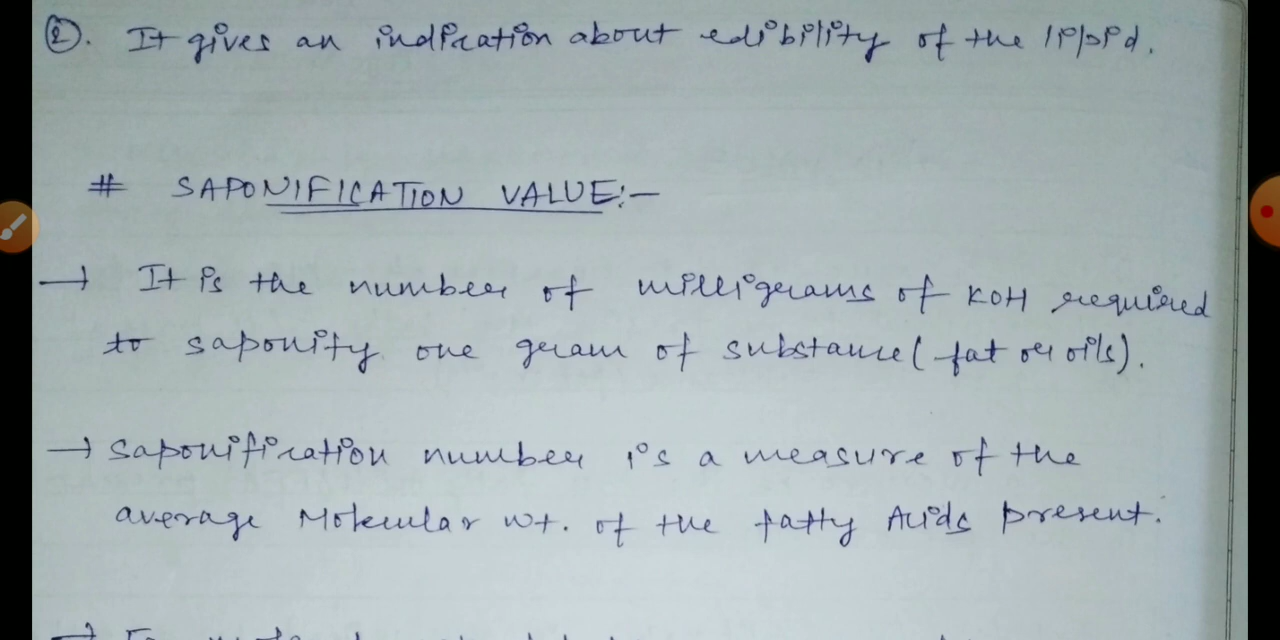 ②. It gives an indication about edibility of the lipid.
# SAPONIFICATION VALUE:-
→ It is the number of milligrams of KOH required
to saponify one gram of substance ( fat or oils ).
→ Saponification number is a measure of the
average Molecular wt. of the fatty Acids present.